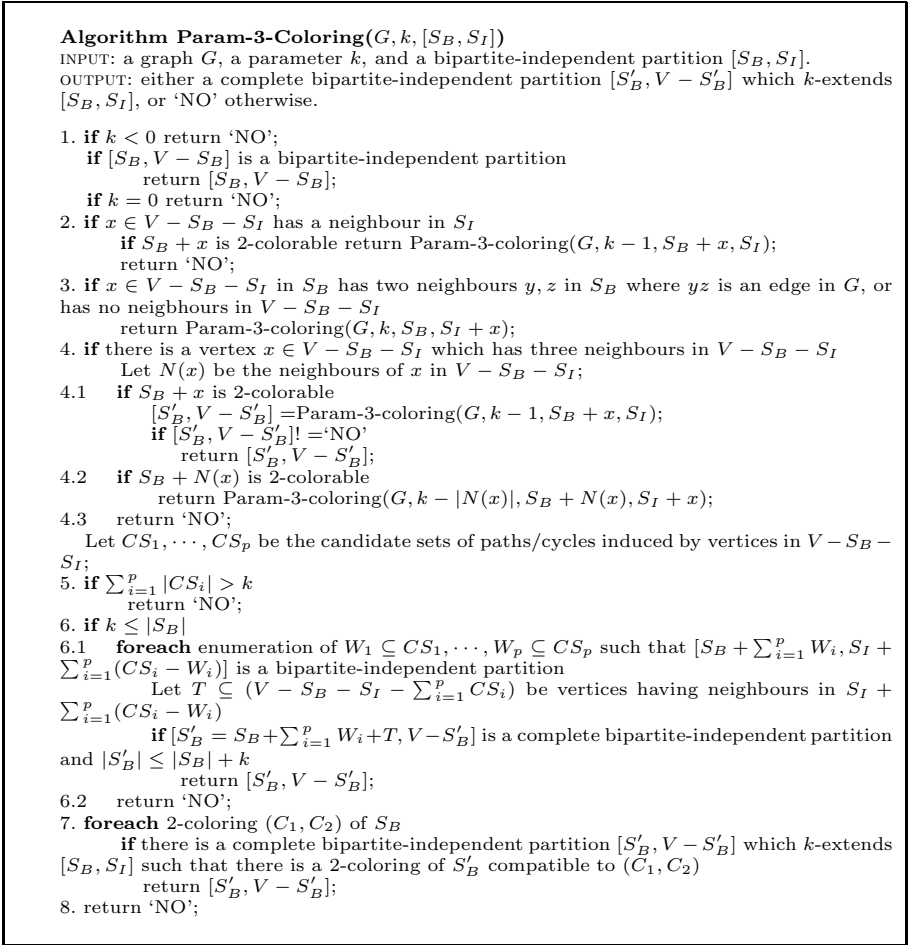 Algorithm Param-3-Coloring(G, k, [S_B, S_I])
INPUT: a graph G, a parameter k, and a bipartite-independent partition [S_B, S_I].
OUTPUT: either a complete bipartite-independent partition [S'_B, V − S'_B] which k-extends
[S_B, S_I], or ‘NO’ otherwise.
1. if k < 0 return ‘NO’;
if [S_B, V − S_B] is a bipartite-independent partition
return [S_B, V − S_B];
if k = 0 return ‘NO’;
2. if x ∈ V − S_B − S_I has a neighbour in S_I
if S_B + x is 2-colorable return Param-3-coloring(G, k − 1, S_B + x, S_I);
return ‘NO’;
3. if x ∈ V − S_B − S_I in S_B has two neighbours y, z in S_B where yz is an edge in G, or
has no neigbhours in V − S_B − S_I
return Param-3-coloring(G, k, S_B, S_I + x);
4. if there is a vertex x ∈ V − S_B − S_I which has three neighbours in V − S_B − S_I
Let N(x) be the neighbours of x in V − S_B − S_I;
4.1 if S_B + x is 2-colorable
[S'_B, V − S'_B] =Param-3-coloring(G, k − 1, S_B + x, S_I);
if [S'_B, V − S'_B]! =‘NO’
return [S'_B, V − S'_B];
4.2 if S_B + N(x) is 2-colorable
return Param-3-coloring(G, k − |N(x)|, S_B + N(x), S_I + x);
4.3 return ‘NO’;
Let CS_1, · · · , CS_p be the candidate sets of paths/cycles induced by vertices in V − S_B −
S_I;
5. if ∑_{i=1}^p |CS_i| > k
return ‘NO’;
6. if k ≤ |S_B|
6.1 foreach enumeration of W_1 ⊆ CS_1, · · · , W_p ⊆ CS_p such that [S_B + ∑_{i=1}^p W_i, S_I +
∑_{i=1}^p (CS_i − W_i)] is a bipartite-independent partition
Let T ⊆ (V − S_B − S_I − ∑_{i=1}^p CS_i) be vertices having neighbours in S_I +
∑_{i=1}^p (CS_i − W_i)
if [S'_B = S_B + ∑_{i=1}^p W_i + T, V − S'_B] is a complete bipartite-independent partition
and |S'_B| ≤ |S_B| + k
return [S'_B, V − S'_B];
6.2 return ‘NO’;
7. foreach 2-coloring (C_1, C_2) of S_B
if there is a complete bipartite-independent partition [S'_B, V − S'_B] which k-extends
[S_B, S_I] such that there is a 2-coloring of S'_B compatible to (C_1, C_2)
return [S'_B, V − S'_B];
8. return ‘NO’;